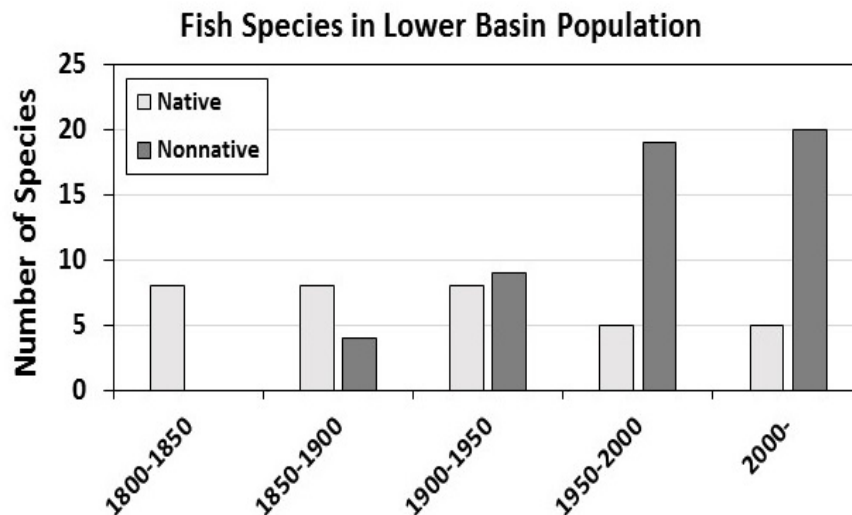 Fish Species in Lower Basin Population
Number of Species
25
20
15
10
5
0
Native
Nonnative
1800-1850
1850-1900
1900-1950
1950-2000
2000-